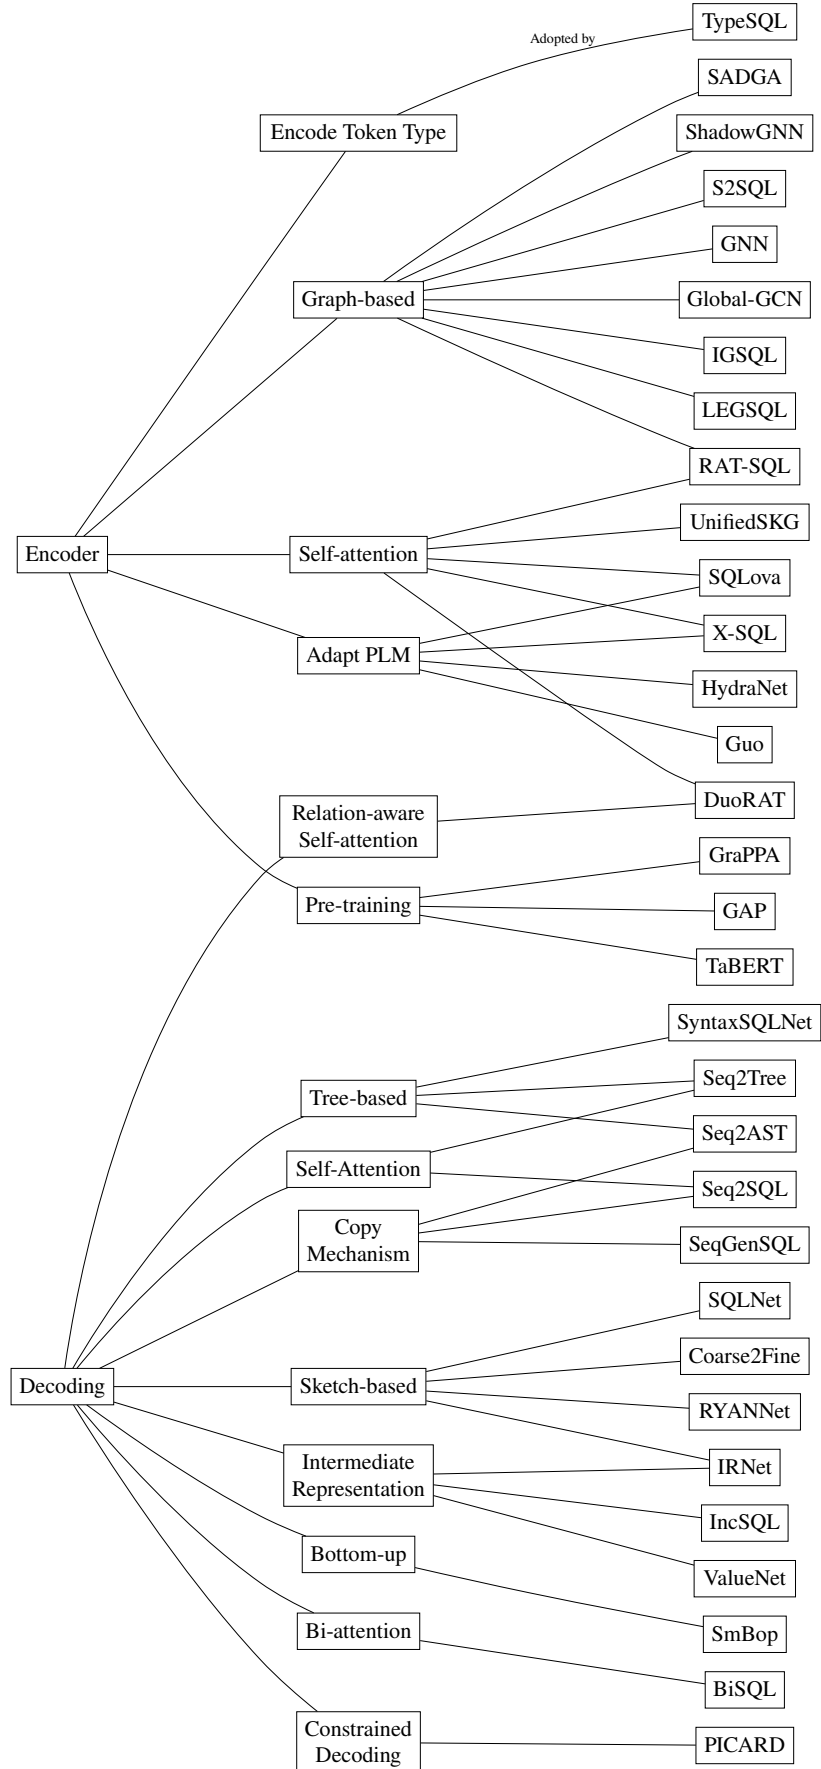 TypeSQL
Adopted by
SADGA
Encode Token Type
ShadowGNN
S2SQL
GNN
Graph-based
Global-GCN
IGSQL
LEGSQL
RAT-SQL
UnifiedSKG
Encoder
Self-attention
SQLova
X-SQL
Adapt PLM
HydraNet
Guo
DuoRAT
Relation-aware
Self-attention
GraPPA
Pre-training
GAP
TaBERT
SyntaxSQLNet
Seq2Tree
Tree-based
Seq2AST
Self-Attention
Seq2SQL
Copy
Mechanism
SeqGenSQL
SQLNet
Coarse2Fine
Decoding
Sketch-based
RYANNet
IRNet
Intermediate
Representation
IncSQL
Bottom-up
ValueNet
Bi-attention
SmBop
BiSQL
Constrained
Decoding
PICARD